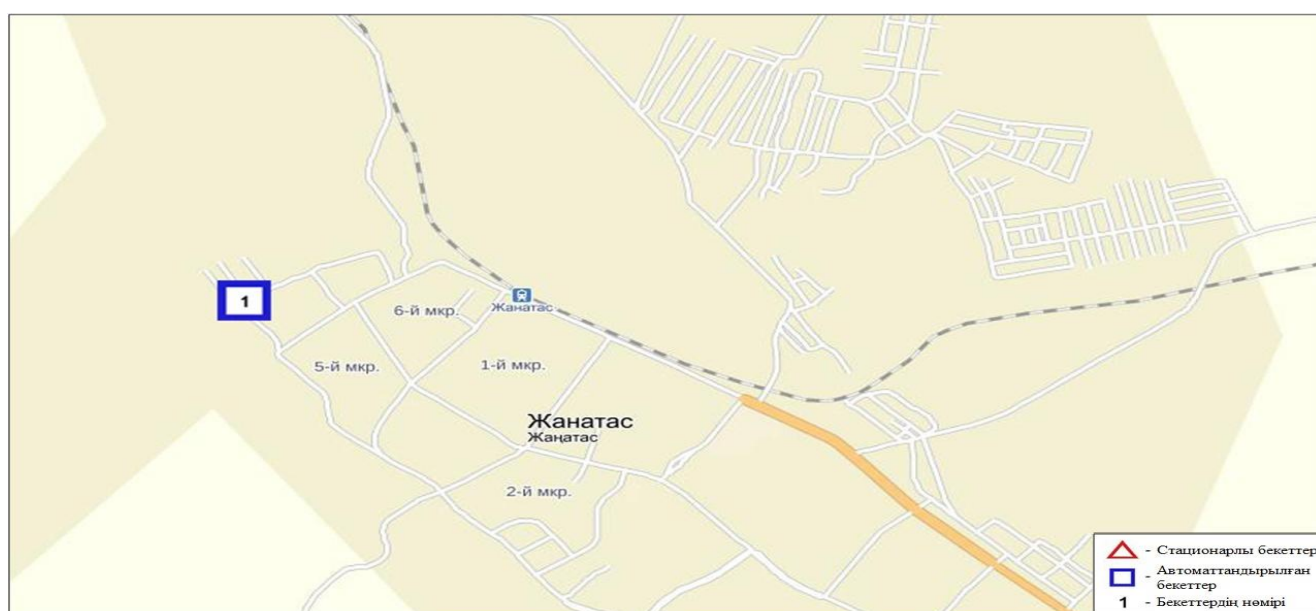 1
Жанатас
6-й мкр.
5-й мкр.
1-й мкр.
Жанатас
Жаңатас
2-й мкр.
- Стационарлы бекеттер
- Автоматтандырылған
бекеттер
1 - Бекеттердің нөмірі